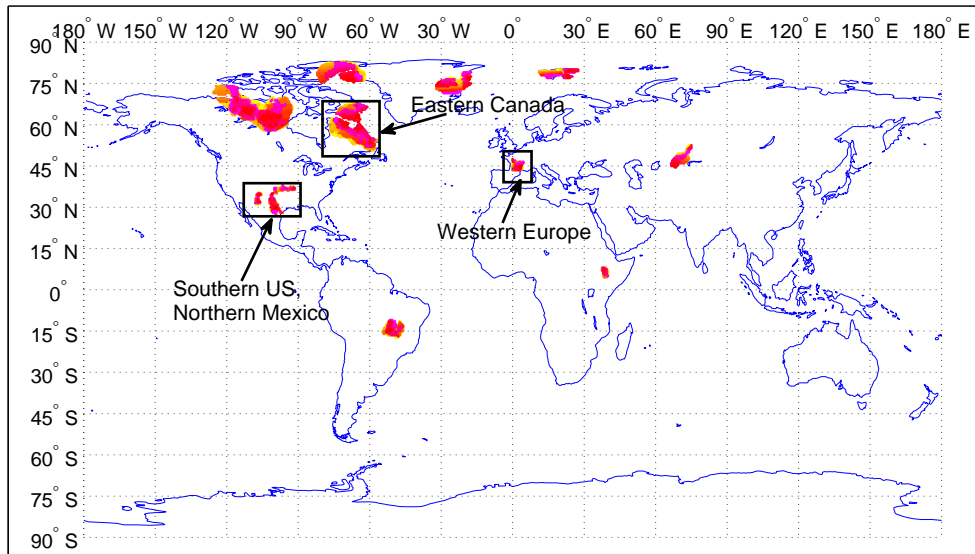 180° W 150° W 120° W 90° W 60° W 30° W 0° 30° E 60° E 90° E 120° E 150° E 180° E
90° N
75° N
60° N
45° N
30° N
15° N
0°
15° S
30° S
45° S
60° S
75° S
90° S
Eastern Canada
Western Europe
Southern US,
Northern Mexico